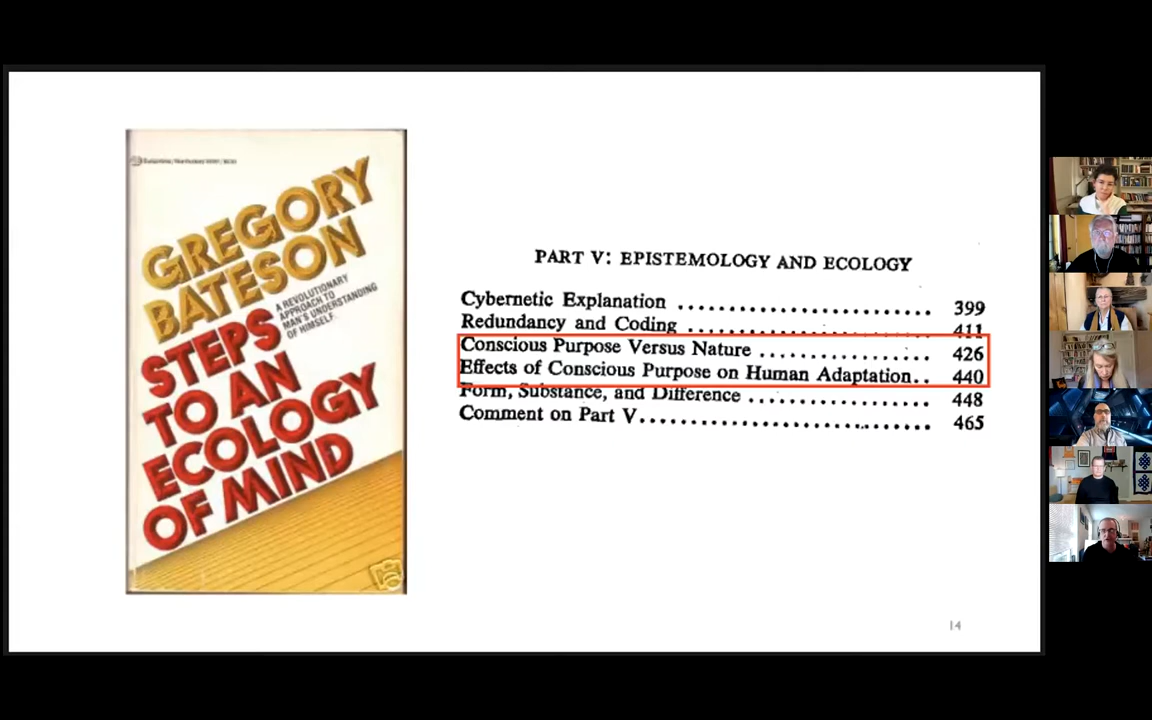 GREGORY
BATESON
A REVOLUTIONARY
APPROACH TO
MAN'S UNDERSTANDING
OF HIMSELF.
STEPS
TO AN
ECOLOGY
OF MIND
PART V: EPISTEMOLOGY AND ECOLOGY
Cybernetic Explanation .............................. 399
Redundancy and Coding .............................. 411
Conscious Purpose Versus Nature .................... 426
Effects of Conscious Purpose on Human Adaptation.. 440
Form, Substance, and Difference .................... 448
Comment on Part V................................ 465
14